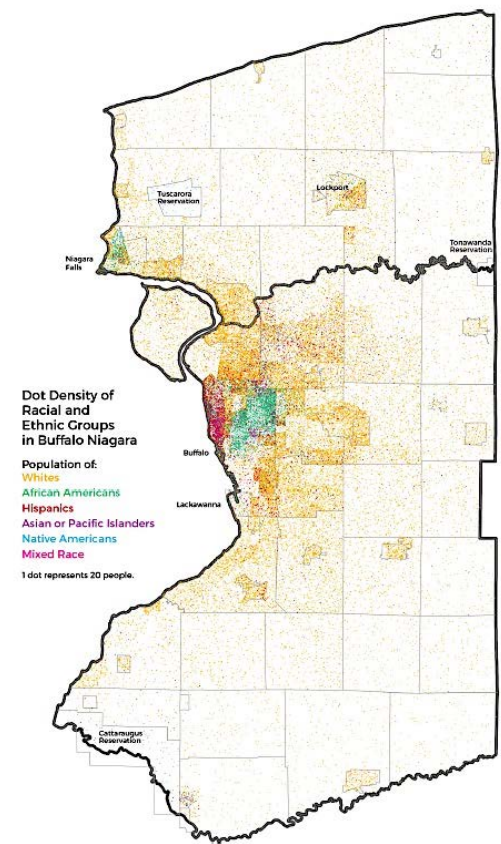 Lockport
Tuscarora
Reservation
Tonawanda
Reservation
Niagara
Falls
Dot Density of
Racial and
Ethnic Groups
in Buffalo Niagara
Population of:
Whites
African Americans
Hispanics
Asian or Pacific Islanders
Native Americans
Mixed Race
1 dot represents 20 people.
Buffalo
Lackawanna
Cattaraugus
Reservation